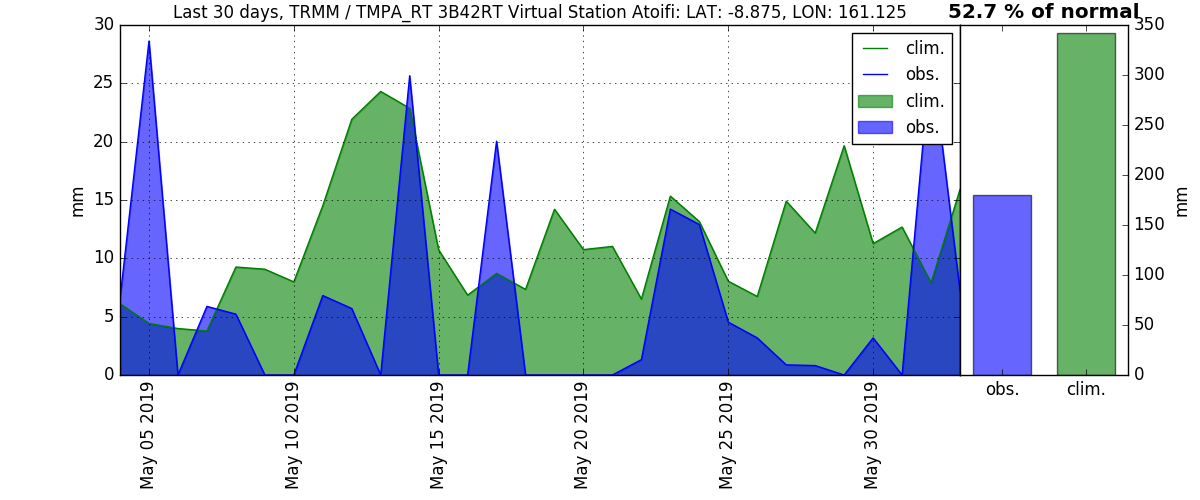 Last 30 days, TRMM / TMPA_RT 3B42RT Virtual Station Atoifi: LAT: -8.875, LON: 161.125
52.7 % of normal
30
25
20
15
10
5
0
mm
clim.
obs.
clim.
obs.
350
300
250
200
150
100
50
0
mm
obs.
clim.
May 05 2019
May 10 2019
May 15 2019
May 20 2019
May 25 2019
May 30 2019